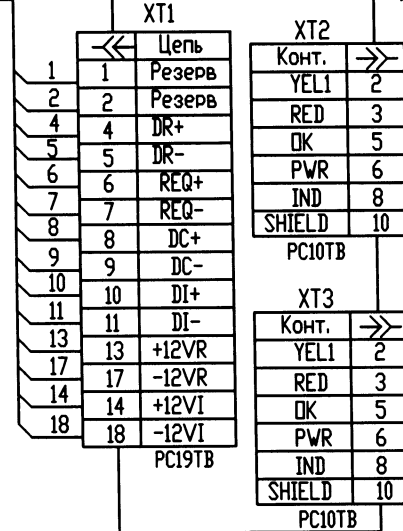 XT1
Цепь
1 1 Резерв
2 2 Резерв
4 4 DR+
5 5 DR-
6 6 REQ+
7 7 REQ-
8 8 DC+
9 9 DC-
10 10 DI+
11 11 DI-
13 13 +12VR
17 17 -12VR
14 14 +12VI
18 18 -12VI
PC19TB
XT2
Конт.
YEL1 2
RED 3
OK 5
PWR 6
IND 8
SHIELD 10
PC10TB
XT3
Конт.
YEL1 2
RED 3
OK 5
PWR 6
IND 8
SHIELD 10
PC10TB